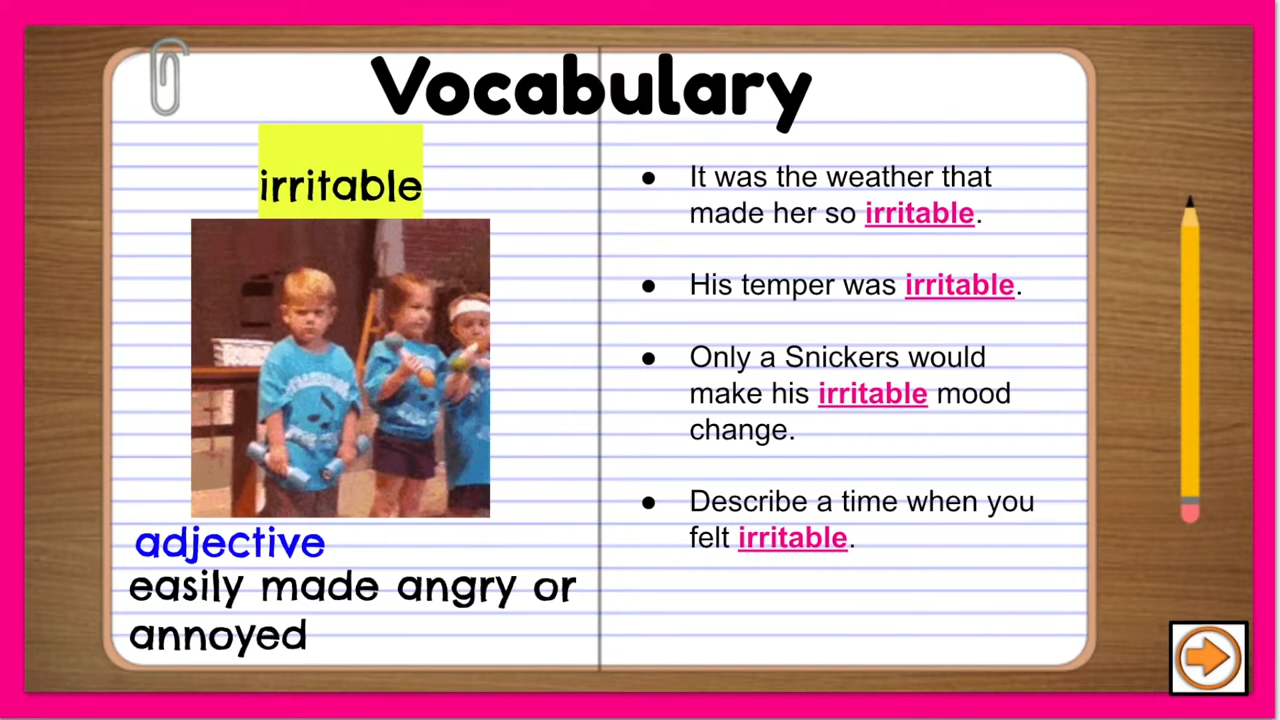 Vocabulary
irritable
adjective
easily made angry or
annoyed
● It was the weather that
made her so irritable.
● His temper was irritable.
● Only a Snickers would
make his irritable mood
change.
● Describe a time when you
felt irritable.